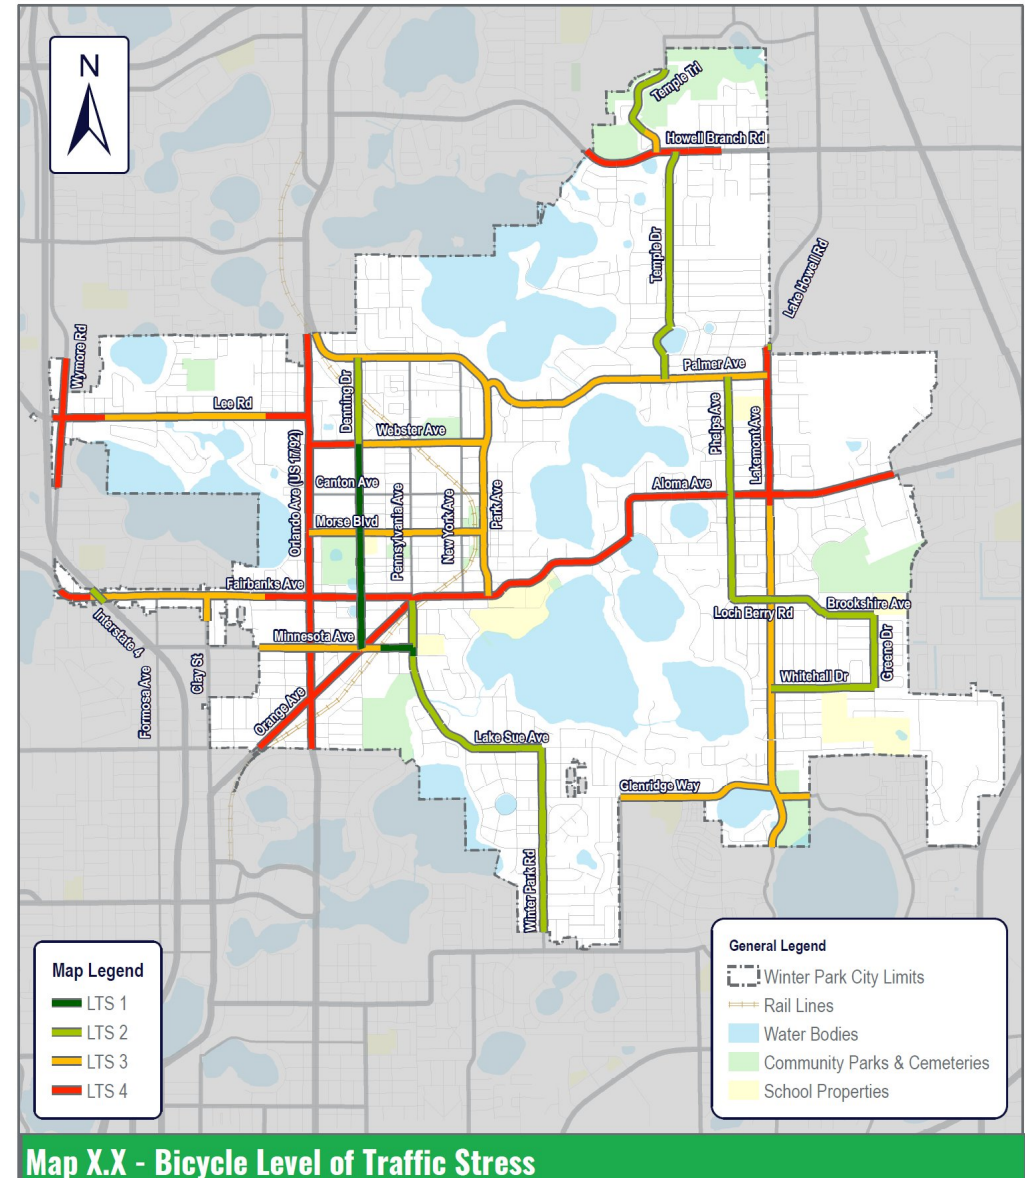 N
Temple Trl
Howell Branch Rd
Temple Dr
Lake Howell Rd
Wymore Rd
Palmer Ave
Lee Rd
Denning Dr
Phelps Ave
Lakemont Ave
Webster Ave
Orlando Ave (US 17/92)
Canton Ave
Aloma Ave
Pennsylvania Ave
New York Ave
Park Ave
Morse Blvd
Fairbanks Ave
Interstate 4
Loch Berry Rd
Brookshire Ave
Minnesota Ave
Greene Dr
Clay St
Formosa Ave
Whitehall Dr
Orange Ave
Lake Sue Ave
Glenridge Way
Winter Park Rd
Map Legend
LTS 1
LTS 2
LTS 3
LTS 4
General Legend
Winter Park City Limits
Rail Lines
Water Bodies
Community Parks & Cemeteries
School Properties
Map X.X - Bicycle Level of Traffic Stress